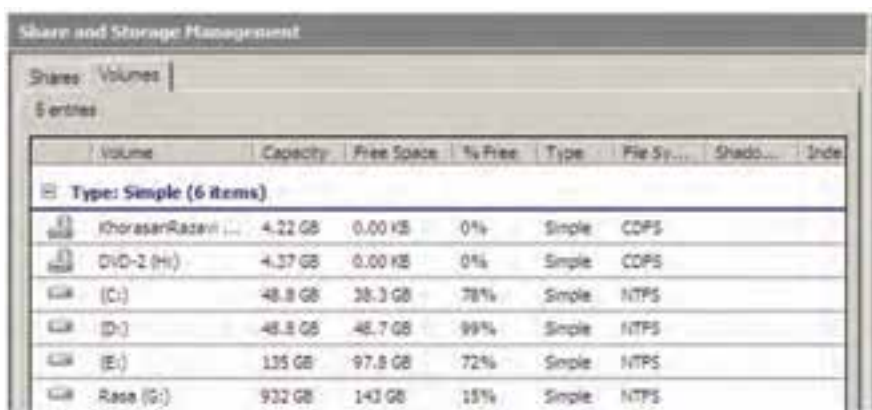 Share and Storage Management
Shares Volumes
6 entries
Volume Capacity Free Space % Free Type File Sy... Shado... Inde
Type: Simple (6 items)
KhorasanRazavi ... 4.22 GB 0.00 KB 0% Simple CDFS
DVD-2 (H:) 4.37 GB 0.00 KB 0% Simple CDFS
(C:) 48.8 GB 38.3 GB 78% Simple NTFS
(D:) 48.8 GB 48.7 GB 99% Simple NTFS
(E:) 135 GB 97.8 GB 72% Simple NTFS
Rasa (G:) 932 GB 143 GB 15% Simple NTFS